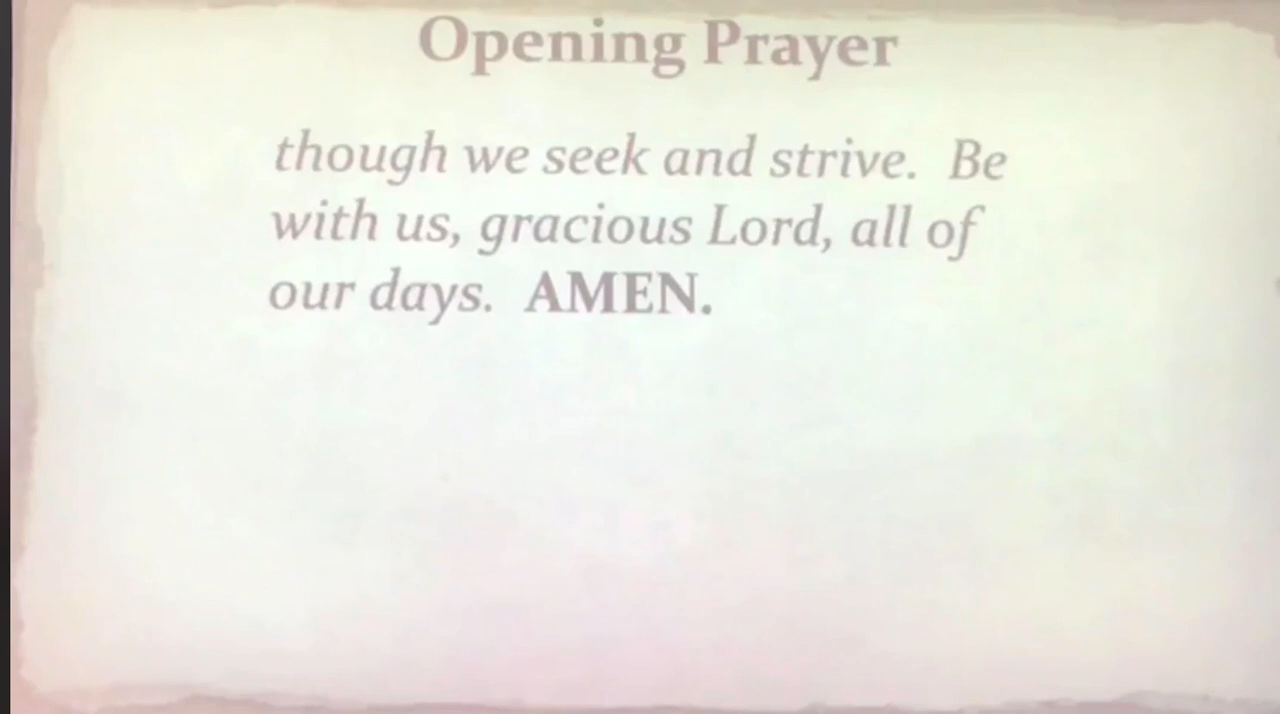 Opening Prayer
though we seek and strive.  Be
with us, gracious Lord, all of
our days.  AMEN.